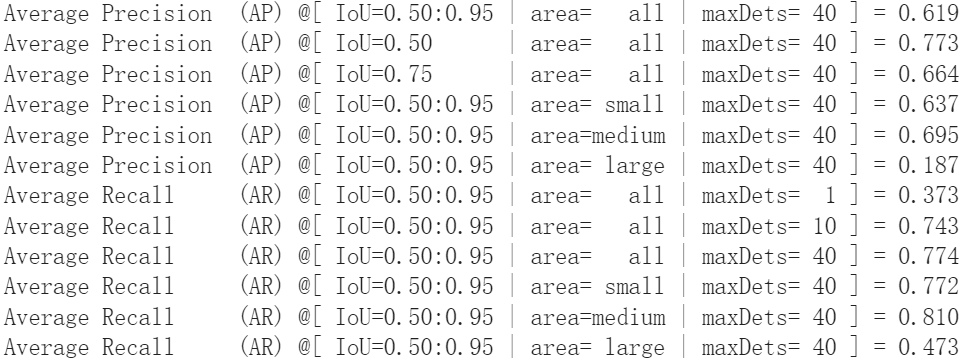 Average Precision  (AP) @[ IoU=0.50:0.95 | area=   all | maxDets= 40 ] = 0.619
Average Precision  (AP) @[ IoU=0.50      | area=   all | maxDets= 40 ] = 0.773
Average Precision  (AP) @[ IoU=0.75      | area=   all | maxDets= 40 ] = 0.664
Average Precision  (AP) @[ IoU=0.50:0.95 | area= small | maxDets= 40 ] = 0.637
Average Precision  (AP) @[ IoU=0.50:0.95 | area=medium | maxDets= 40 ] = 0.695
Average Precision  (AP) @[ IoU=0.50:0.95 | area= large | maxDets= 40 ] = 0.187
Average Recall     (AR) @[ IoU=0.50:0.95 | area=   all | maxDets=  1 ] = 0.373
Average Recall     (AR) @[ IoU=0.50:0.95 | area=   all | maxDets= 10 ] = 0.743
Average Recall     (AR) @[ IoU=0.50:0.95 | area=   all | maxDets= 40 ] = 0.774
Average Recall     (AR) @[ IoU=0.50:0.95 | area= small | maxDets= 40 ] = 0.772
Average Recall     (AR) @[ IoU=0.50:0.95 | area=medium | maxDets= 40 ] = 0.810
Average Recall     (AR) @[ IoU=0.50:0.95 | area= large | maxDets= 40 ] = 0.473